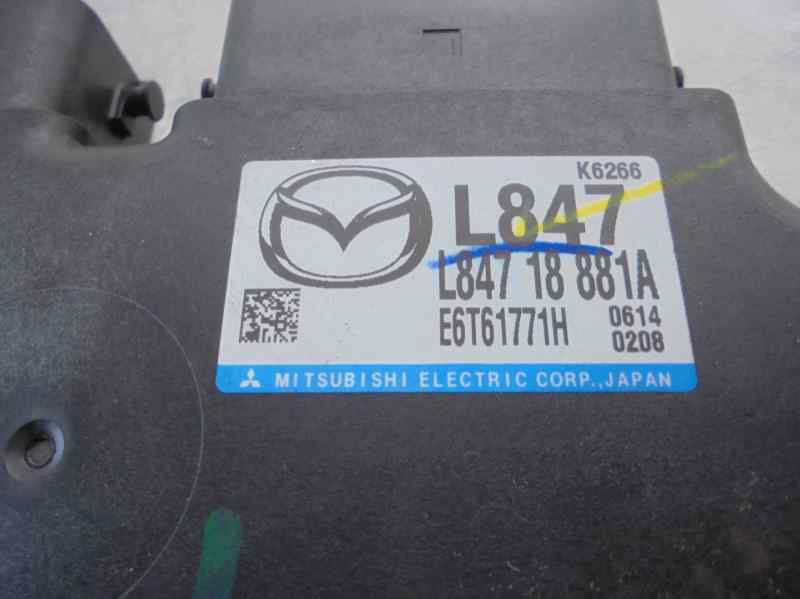 K6266
L847
L847 18 881A
E6T61771H 0614
0208
MITSUBISHI ELECTRIC CORP., JAPAN